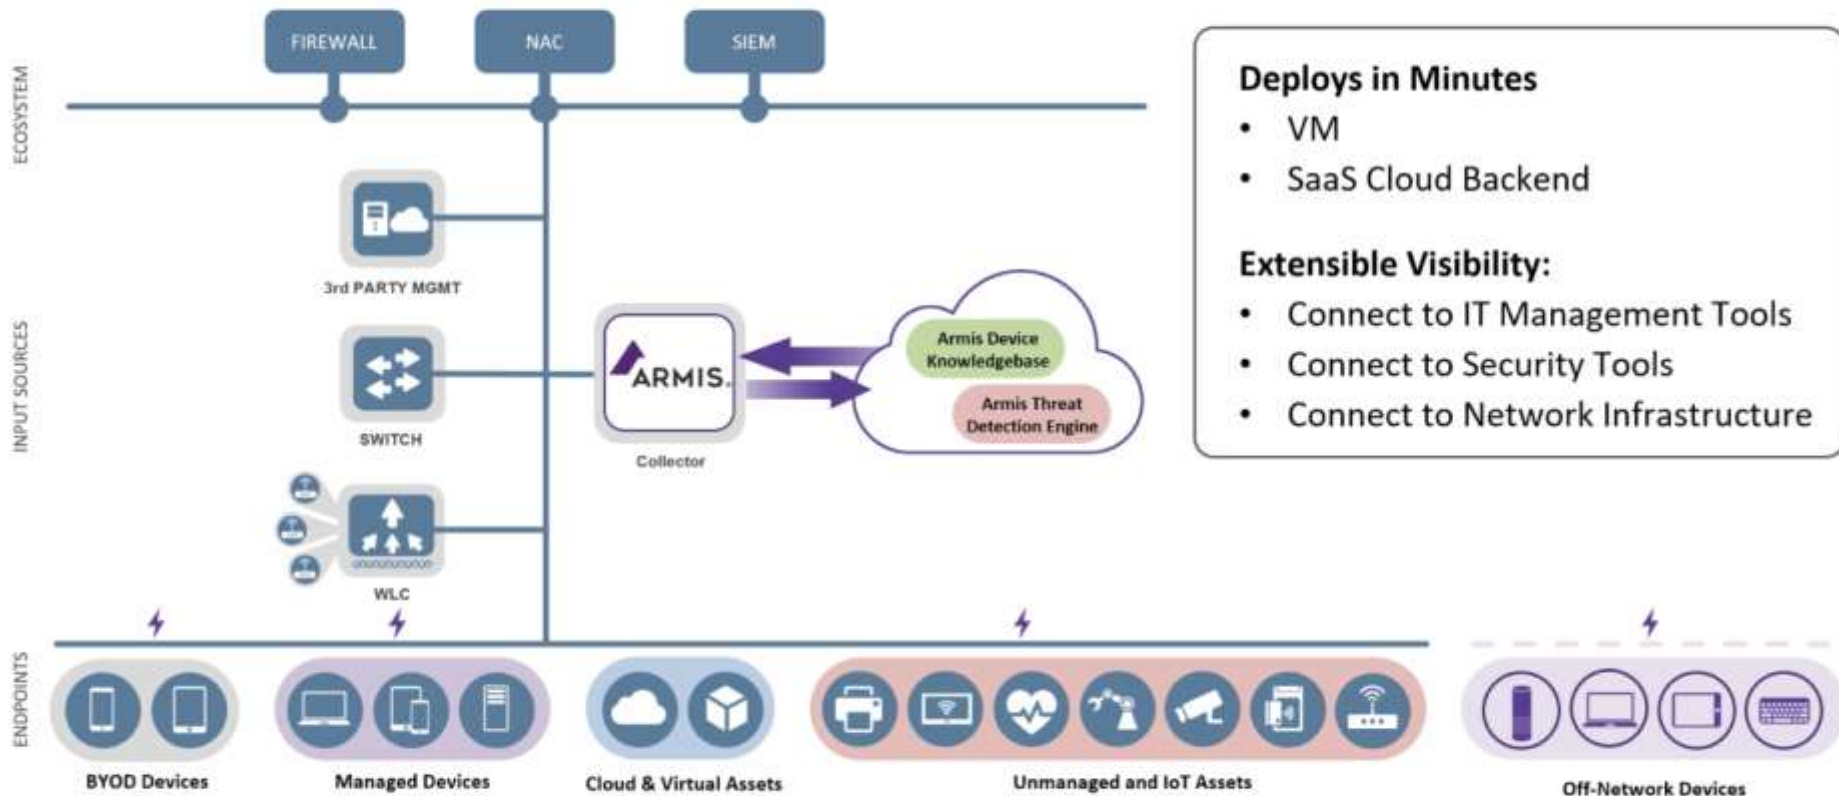 FIREWALL
NAC
SIEM
ECOSYSTEM
3rd PARTY MGMT
INPUT SOURCES
SWITCH
WLC
ARMIS.
Collector
Armis Device
Knowledgebase
Armis Threat
Detection Engine
Deploys in Minutes
• VM
• SaaS Cloud Backend
Extensible Visibility:
• Connect to IT Management Tools
• Connect to Security Tools
• Connect to Network Infrastructure
ENDPOINTS
BYOD Devices
Managed Devices
Cloud & Virtual Assets
Unmanaged and IoT Assets
Off-Network Devices